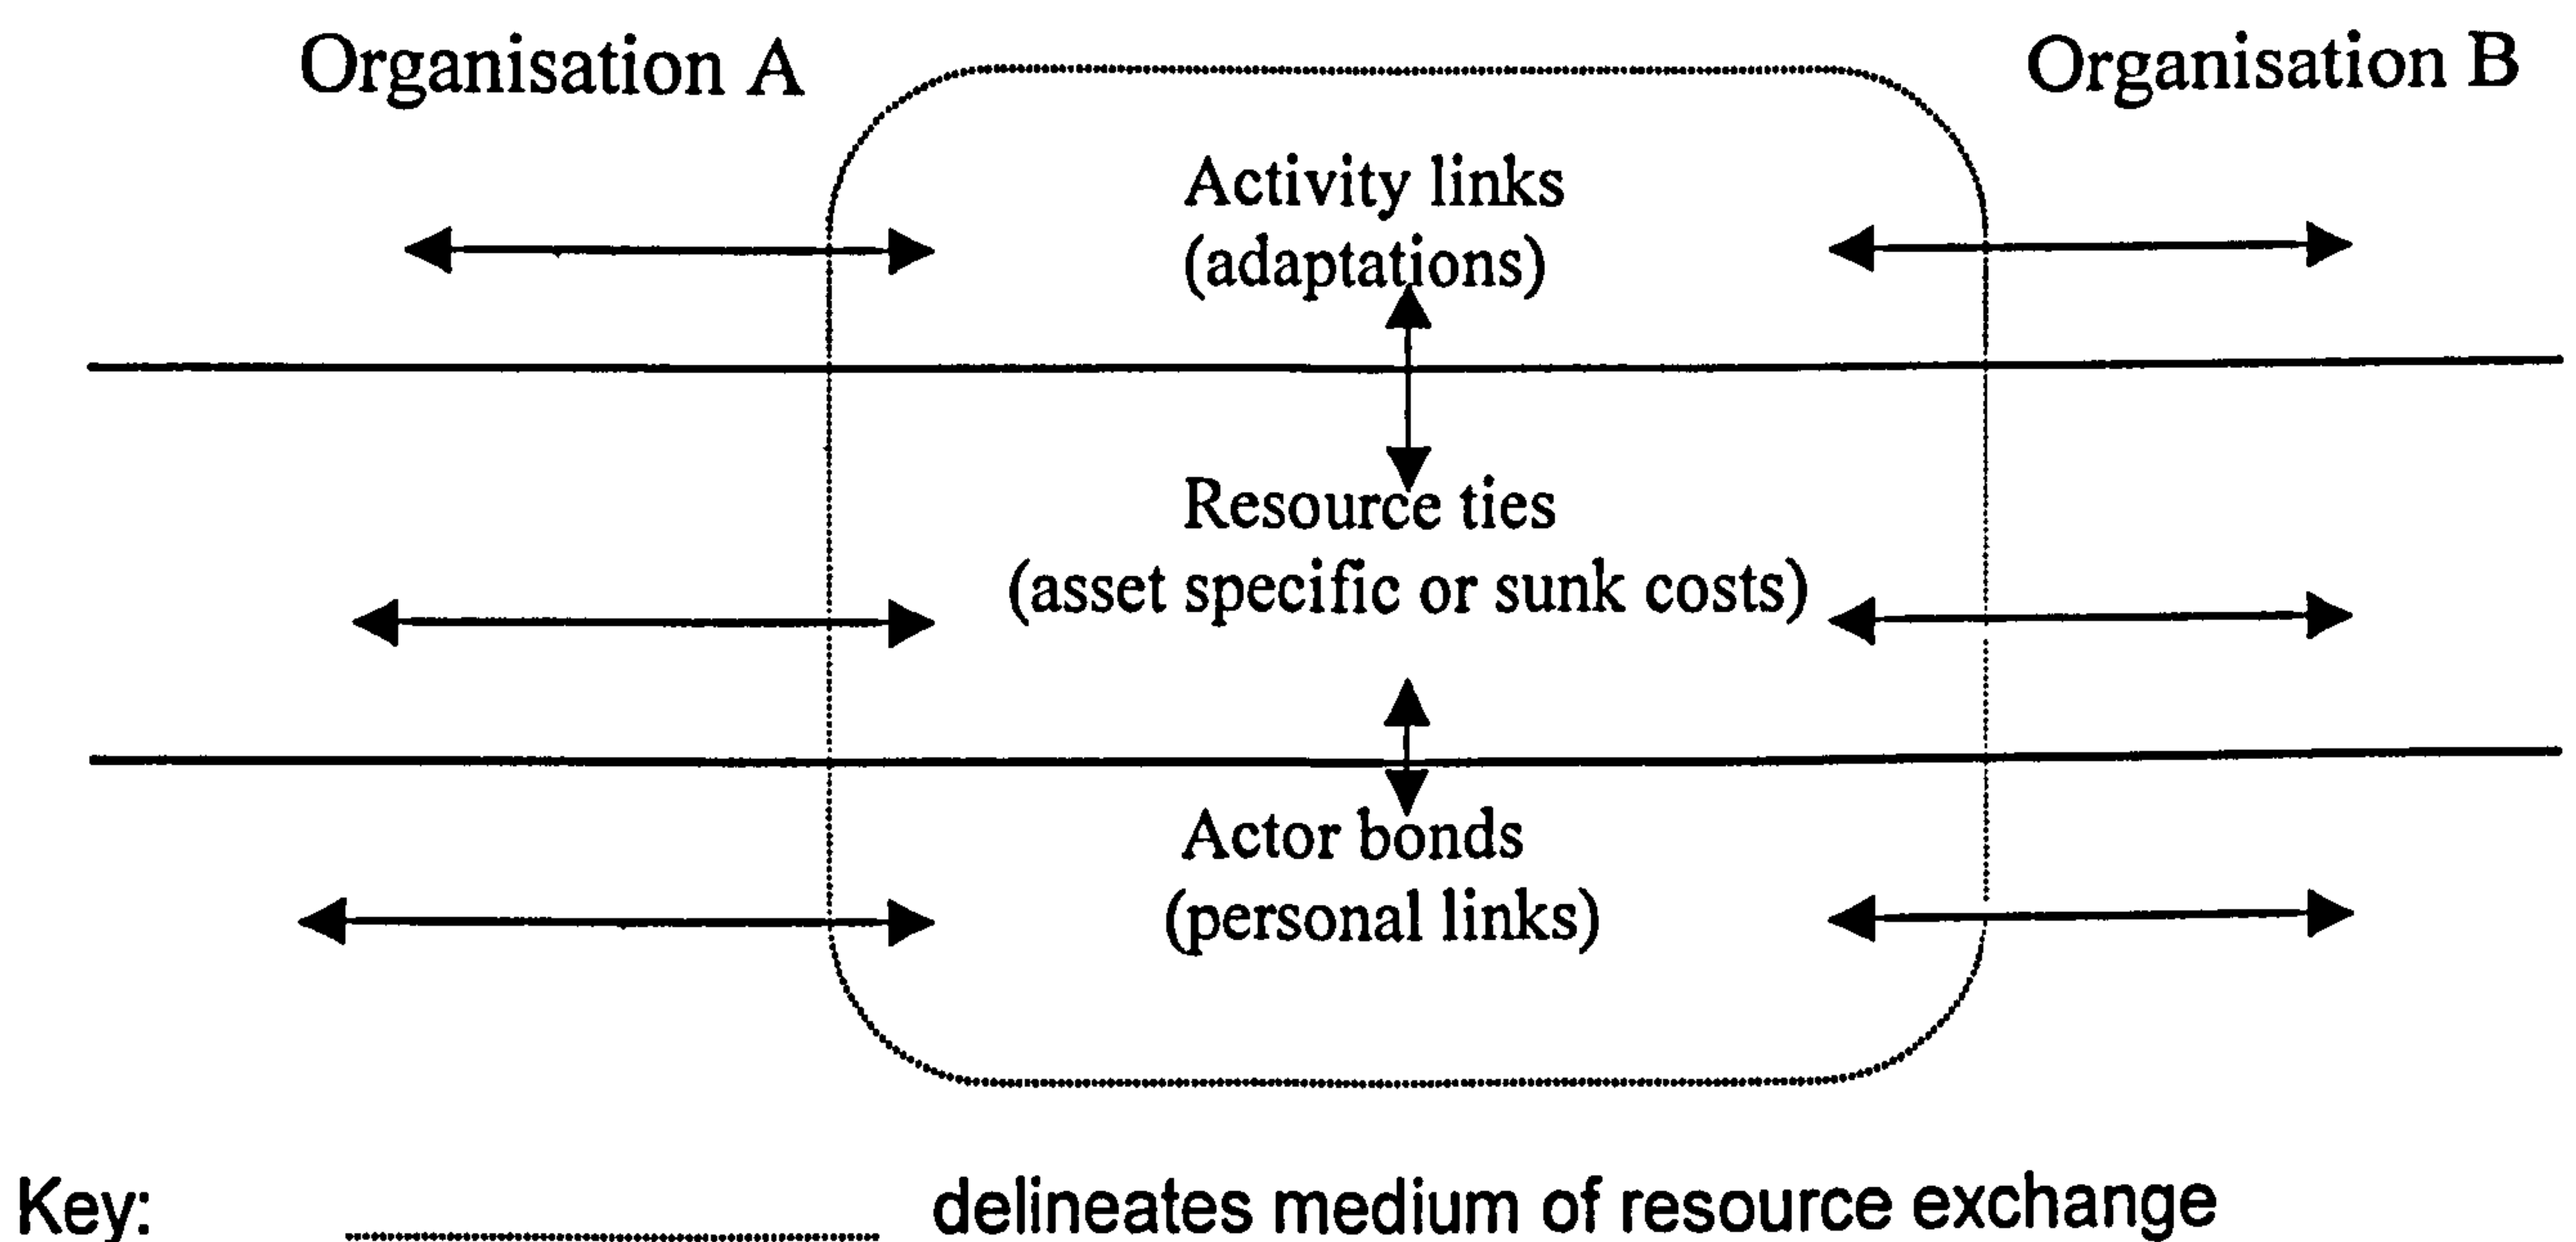 Organisation A
Organisation B
Activity links
(adaptations)
Resource ties
(asset specific or sunk costs)
Actor bonds
(personal links)
Key: delineates medium of resource exchange